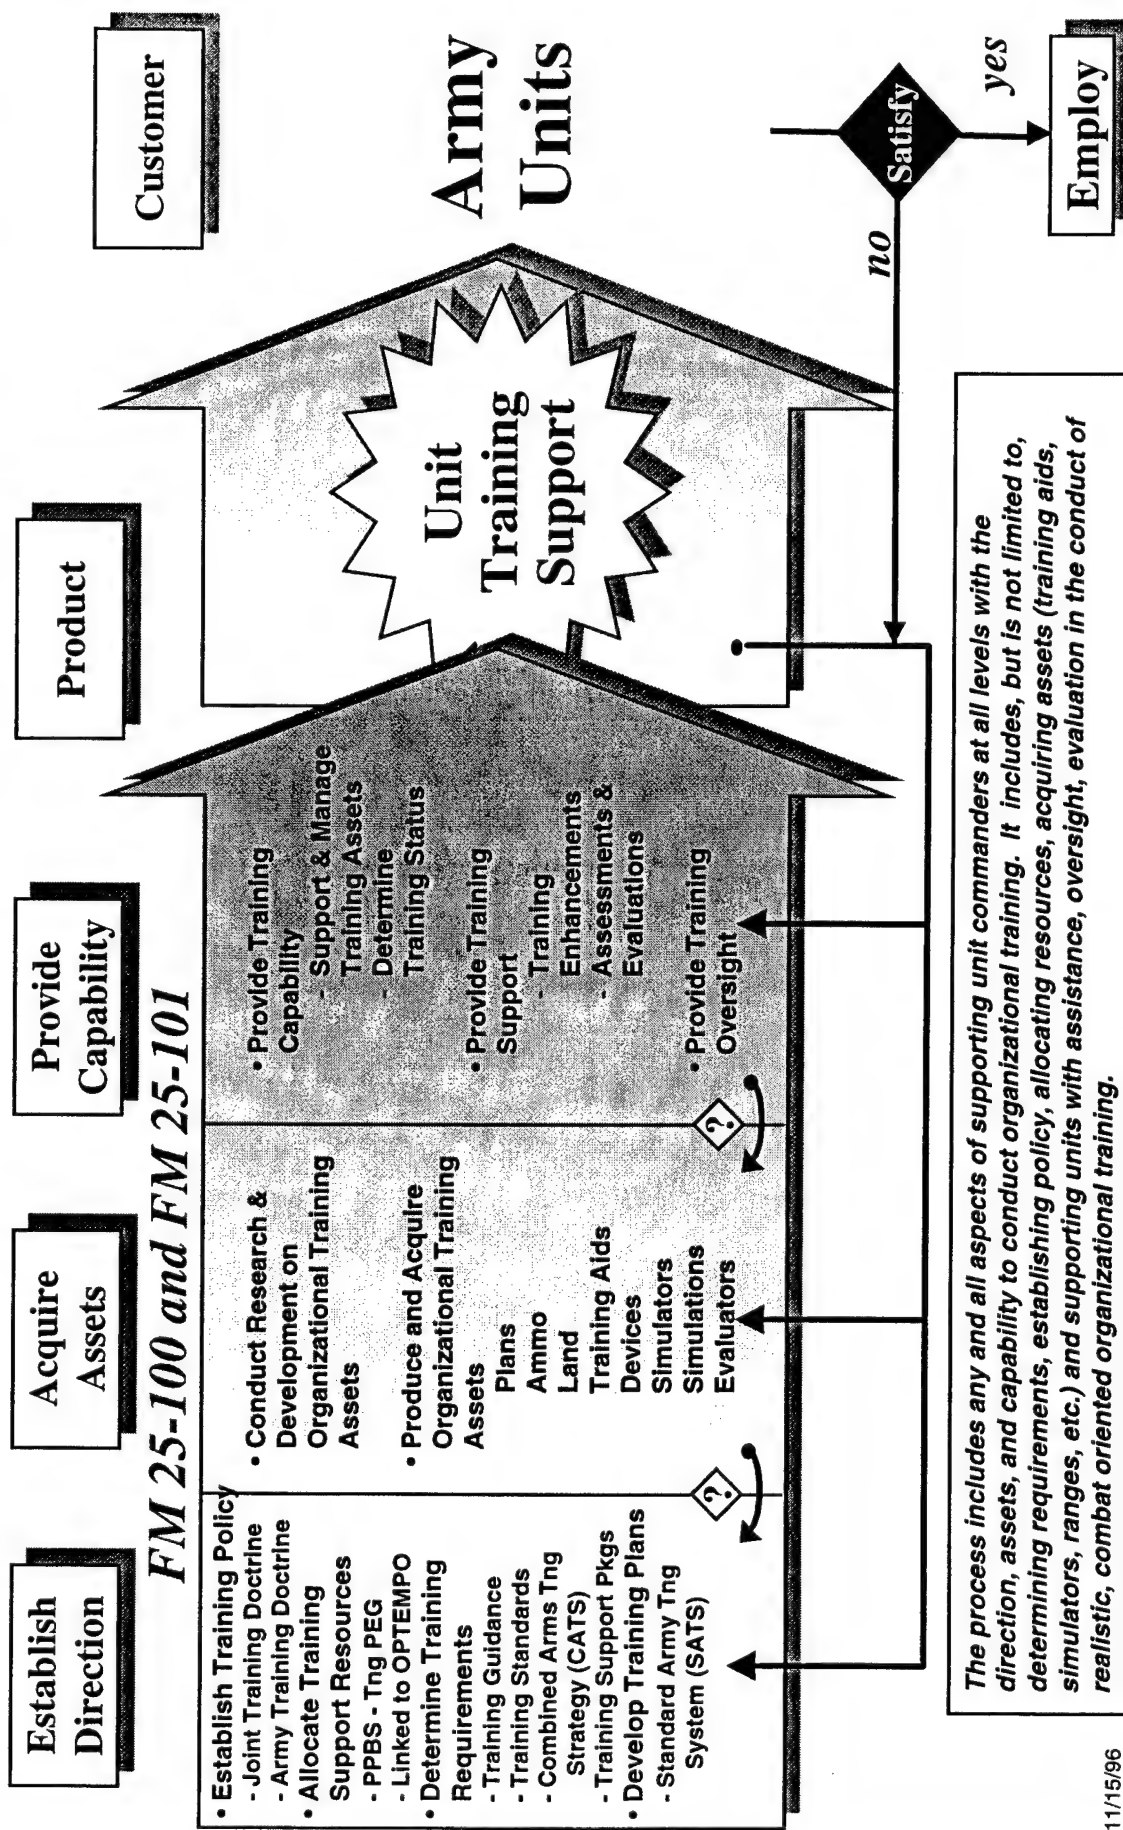 Establish
Direction
Acquire
Assets
Provide
Capability
Product
Customer
FM 25-100 and FM 25-101
• Establish Training Policy
- Joint Training Doctrine
- Army Training Doctrine
• Allocate Training
Support Resources
- PPBS - Tng PEG
- Linked to OPTEMPO
• Determine Training
Requirements
- Training Guidance
- Training Standards
- Combined Arms Tng
Strategy (CATS)
- Training Support Pkgs
• Develop Training Plans
- Standard Army Tng
System (SATS)
?
• Conduct Research &
Development on
Organizational Training
Assets
• Produce and Acquire
Organizational Training
Assets
Plans
Ammo
Land
Training Aids
Devices
Simulators
Simulations
Evaluators
?
• Provide Training
Capability
- Support & Manage
Training Assets
- Determine
Training Status
• Provide Training
Support
- Training
Enhancements
- Assessments &
Evaluations
• Provide Training
Oversight
Unit
Training
Support
Army
Units
Satisfy
no
yes
Employ
The process includes any and all aspects of supporting unit commanders at all levels with the
direction, assets, and capability to conduct organizational training. It includes, but is not limited to,
determining requirements, establishing policy, allocating resources, acquiring assets (training aids,
simulators, ranges, etc.) and supporting units with assistance, oversight, evaluation in the conduct of
realistic, combat oriented organizational training.
11/15/96